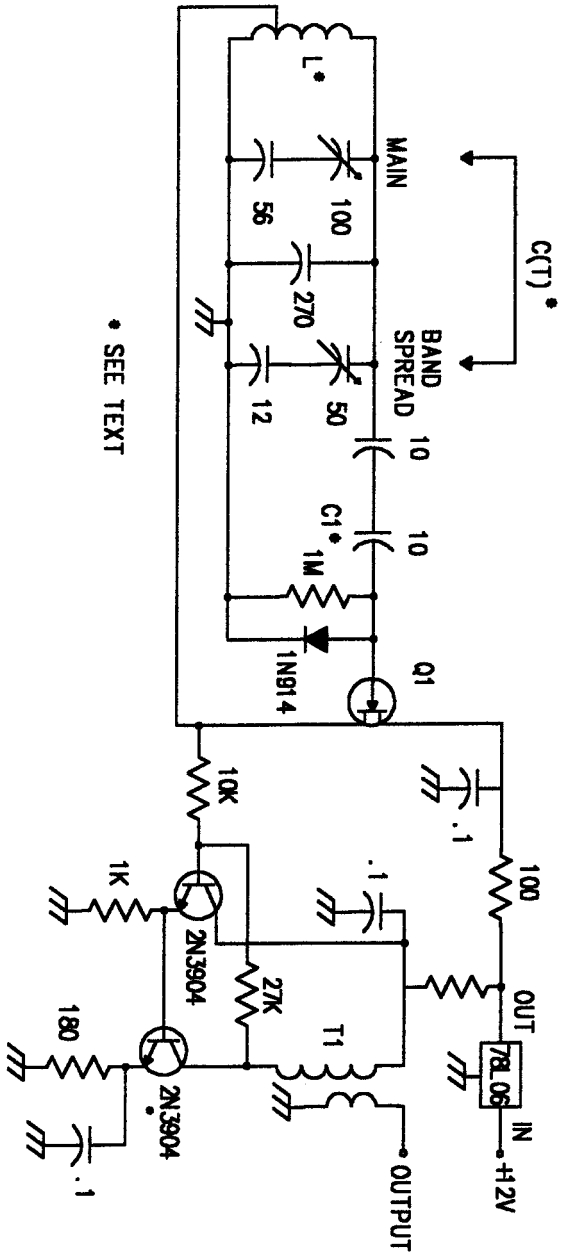 C(T)*
MAIN
BAND
SPREAD
L*
100
56
270
50
12
10
10
C1*
1M
1N914
Q1
.1
100
OUT
78L06
IN
+12V
.1
T1
OUTPUT
10K
27K
2N3904
1K
2N3904
*
180
.1
* SEE TEXT